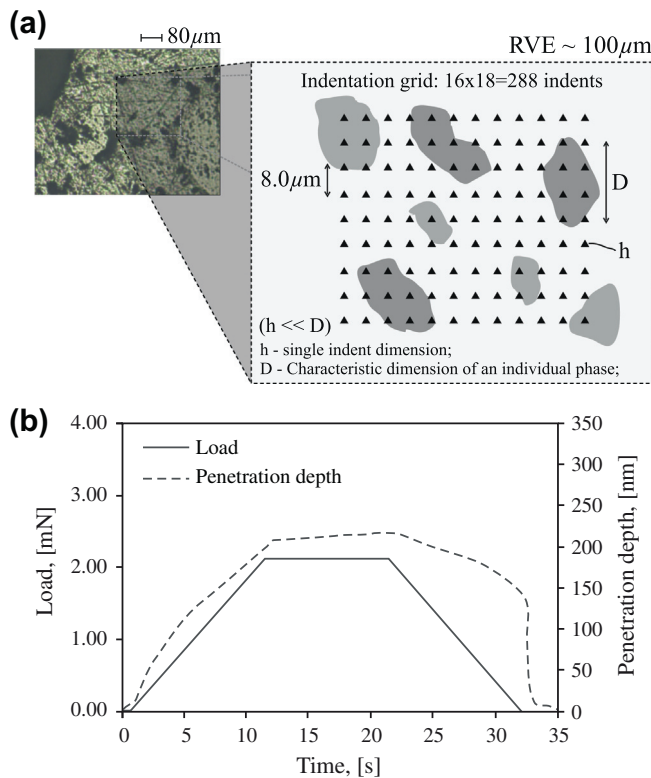 (a)
80μm
RVE ~ 100μm
Indentation grid: 16x18=288 indents
8.0μm
D
h
(h << D)
h - single indent dimension;
D - Characteristic dimension of an individual phase;
(b)
4.00
3.00
2.00
1.00
0.00
Load, [mN]
Load
Penetration depth
350
300
250
200
150
100
50
0
Penetration depth, [nm]
0 5 10 15 20 25 30 35
Time, [s]